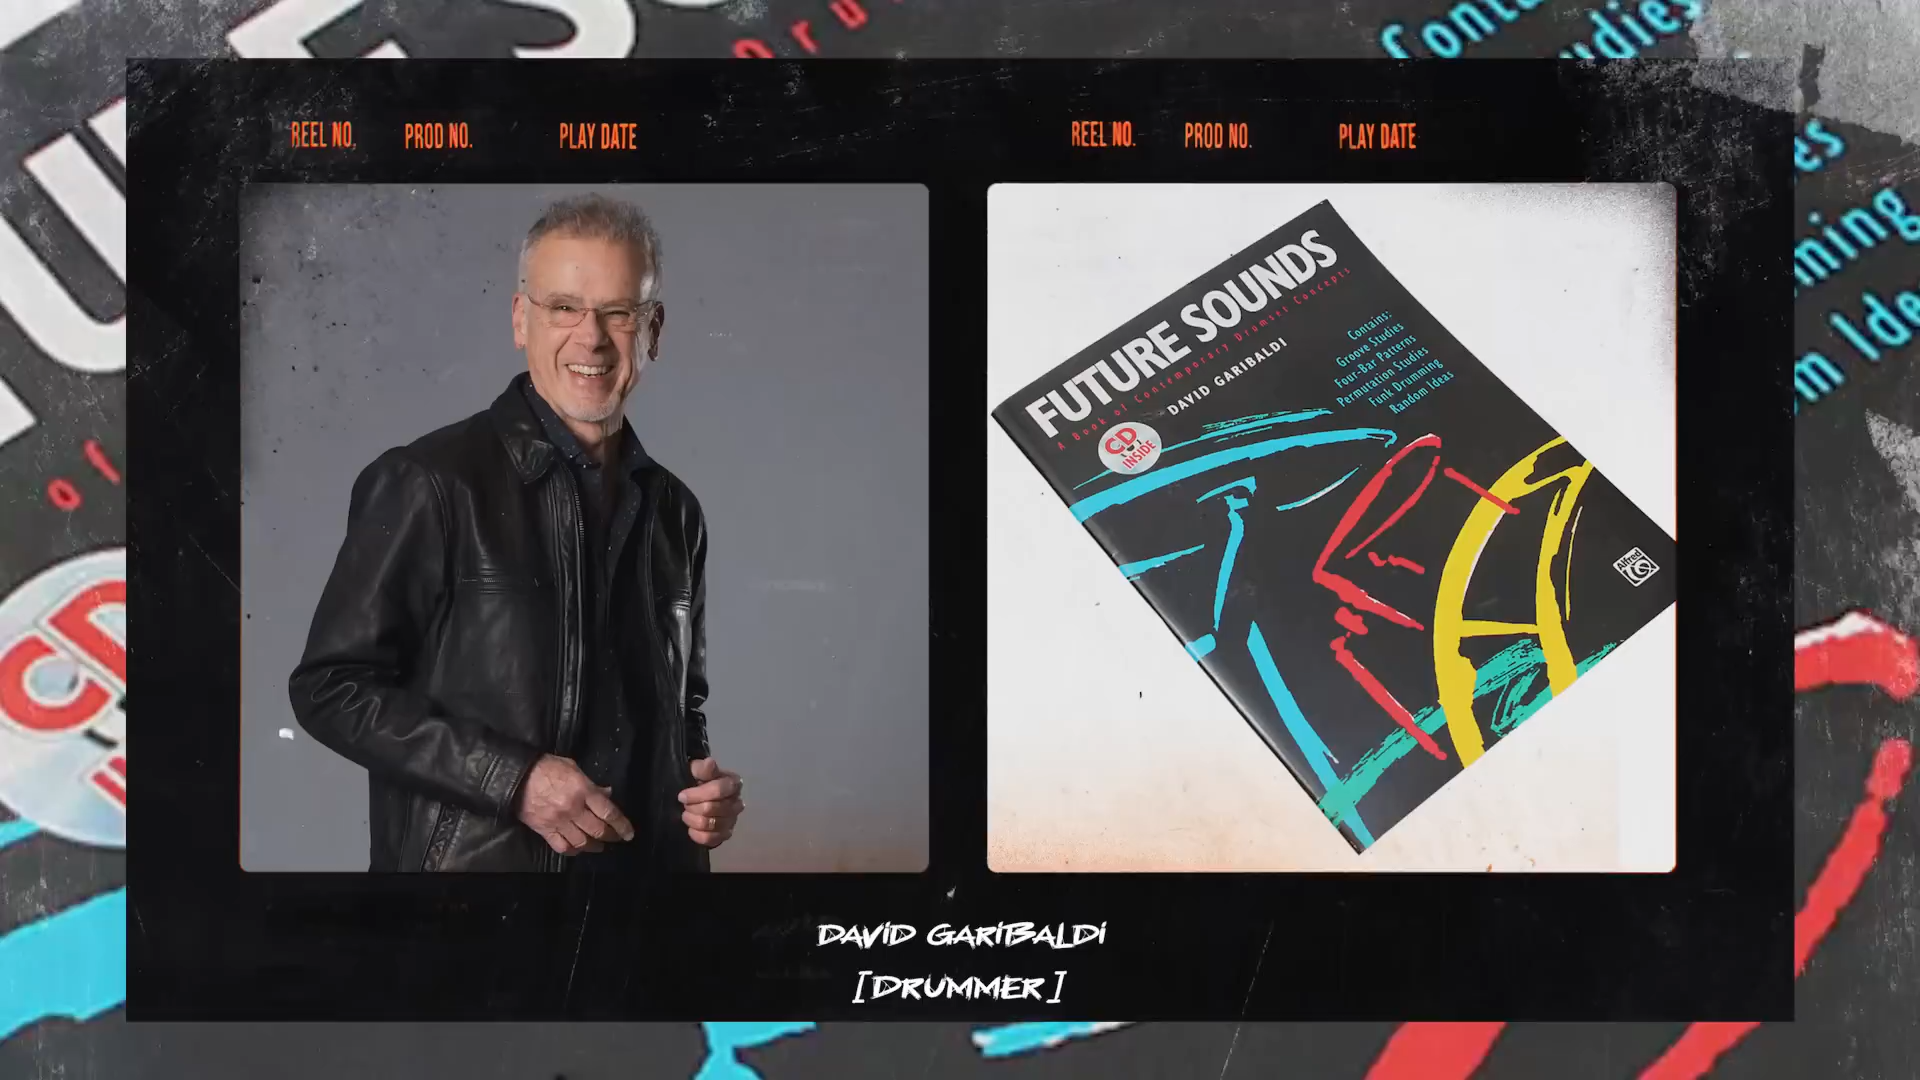 REEL NO.
PROD NO.
PLAY DATE
REEL NO.
PROD NO.
PLAY DATE
FUTURE SOUNDS
A Book of Contemporary Drumset Concepts
DAVID GARIBALDI
Contains:
Groove Studies
Four-Bar Patterns
Permutation Studies
Funk Drumming
Random Ideas
CD
INSIDE
Alfred
DAVID GARIBALDI
[DRUMMER]